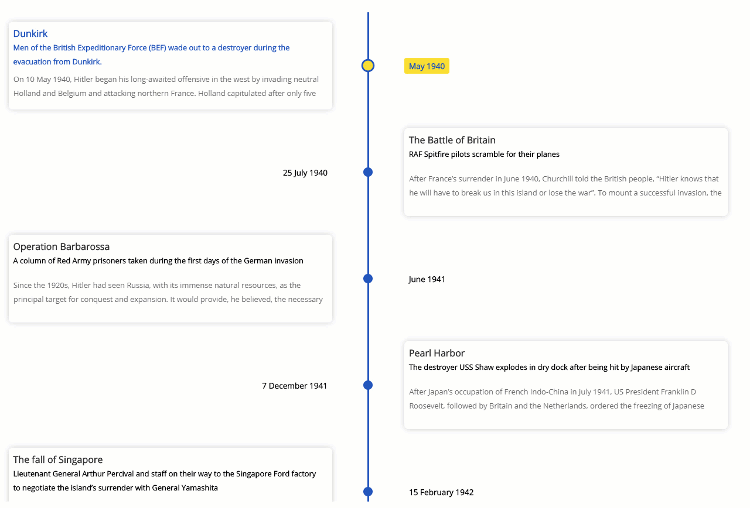 Dunkirk
Men of the British Expeditionary Force (BEF) wade out to a destroyer during the
evacuation from Dunkirk.
On 10 May 1940, Hitler began his long-awaited offensive in the west by invading neutral
Holland and Belgium and attacking northern France. Holland capitulated after only five
May 1940
The Battle of Britain
RAF Spitfire pilots scramble for their planes
After France's surrender in June 1940, Churchill told the British people, “Hitler knows that
he will have to break us in this island or lose the war”. To mount a successful invasion, the
25 July 1940
Operation Barbarossa
A column of Red Army prisoners taken during the first days of the German invasion
Since the 1920s, Hitler had seen Russia, with its immense natural resources, as the
principal target for conquest and expansion. It would provide, he believed, the necessary
June 1941
Pearl Harbor
The destroyer USS Shaw explodes in dry dock after being hit by Japanese aircraft
After Japan's occupation of French Indo-China in July 1941, US President Franklin D
Roosevelt, followed by Britain and the Netherlands, ordered the freezing of Japanese
7 December 1941
The fall of Singapore
Lieutenant General Arthur Percival and staff on their way to the Singapore Ford factory
to negotiate the island's surrender with General Yamashita
15 February 1942